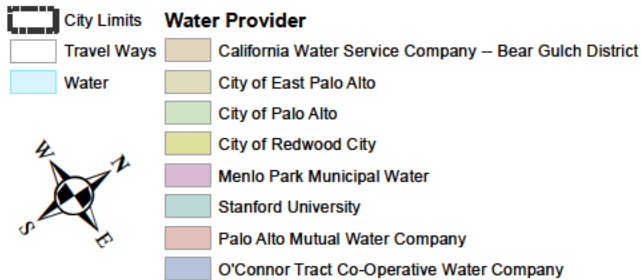 City Limits
Travel Ways
Water
Water Provider
California Water Service Company -- Bear Gulch District
City of East Palo Alto
City of Palo Alto
City of Redwood City
Menlo Park Municipal Water
Stanford University
Palo Alto Mutual Water Company
O'Connor Tract Co-Operative Water Company
W
N
S
E